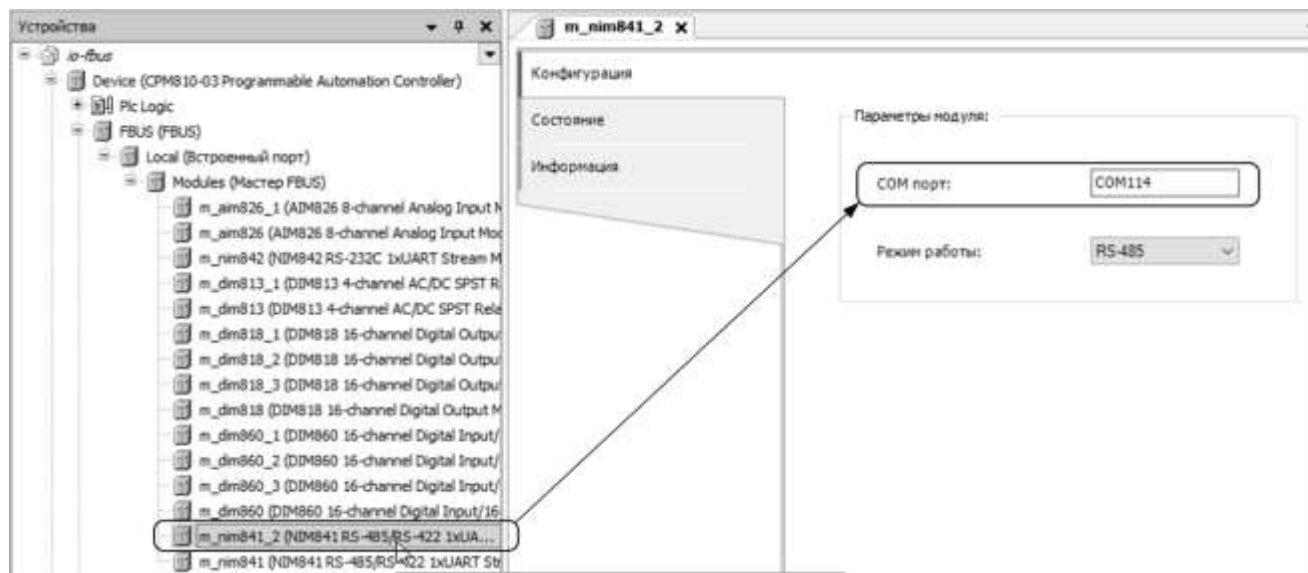 Устройства
io-fbus
Device (CPM810-03 Programmable Automation Controller)
Plc Logic
FBUS (FBUS)
Local (Встроенный порт)
Modules (Мастер FBUS)
m_aim826_1 (AIM826 8-channel Analog Input M
m_aim826 (AIM826 8-channel Analog Input Moc
m_nim842 (NIM842 RS-232C 1xUART Stream M
m_dim813_1 (DIM813 4-channel AC/DC SPST R
m_dim813 (DIM813 4-channel AC/DC SPST Rela
m_dim818_1 (DIM818 16-channel Digital Outpu
m_dim818_2 (DIM818 16-channel Digital Outpu
m_dim818_3 (DIM818 16-channel Digital Outpu
m_dim818 (DIM818 16-channel Digital Output M
m_dim860_1 (DIM860 16-channel Digital Input/
m_dim860_2 (DIM860 16-channel Digital Input/
m_dim860_3 (DIM860 16-channel Digital Input/
m_dim860 (DIM860 16-channel Digital Input/16
m_nim841_2 (NIM841 RS-485/RS-422 1xUA...
m_nim841 (NIM841 RS-485/RS-422 1xUART Str
m_nim841_2
Конфигурация
Состояние
Информация
Параметры модуля:
COM порт: COM114
Режим работы: RS-485